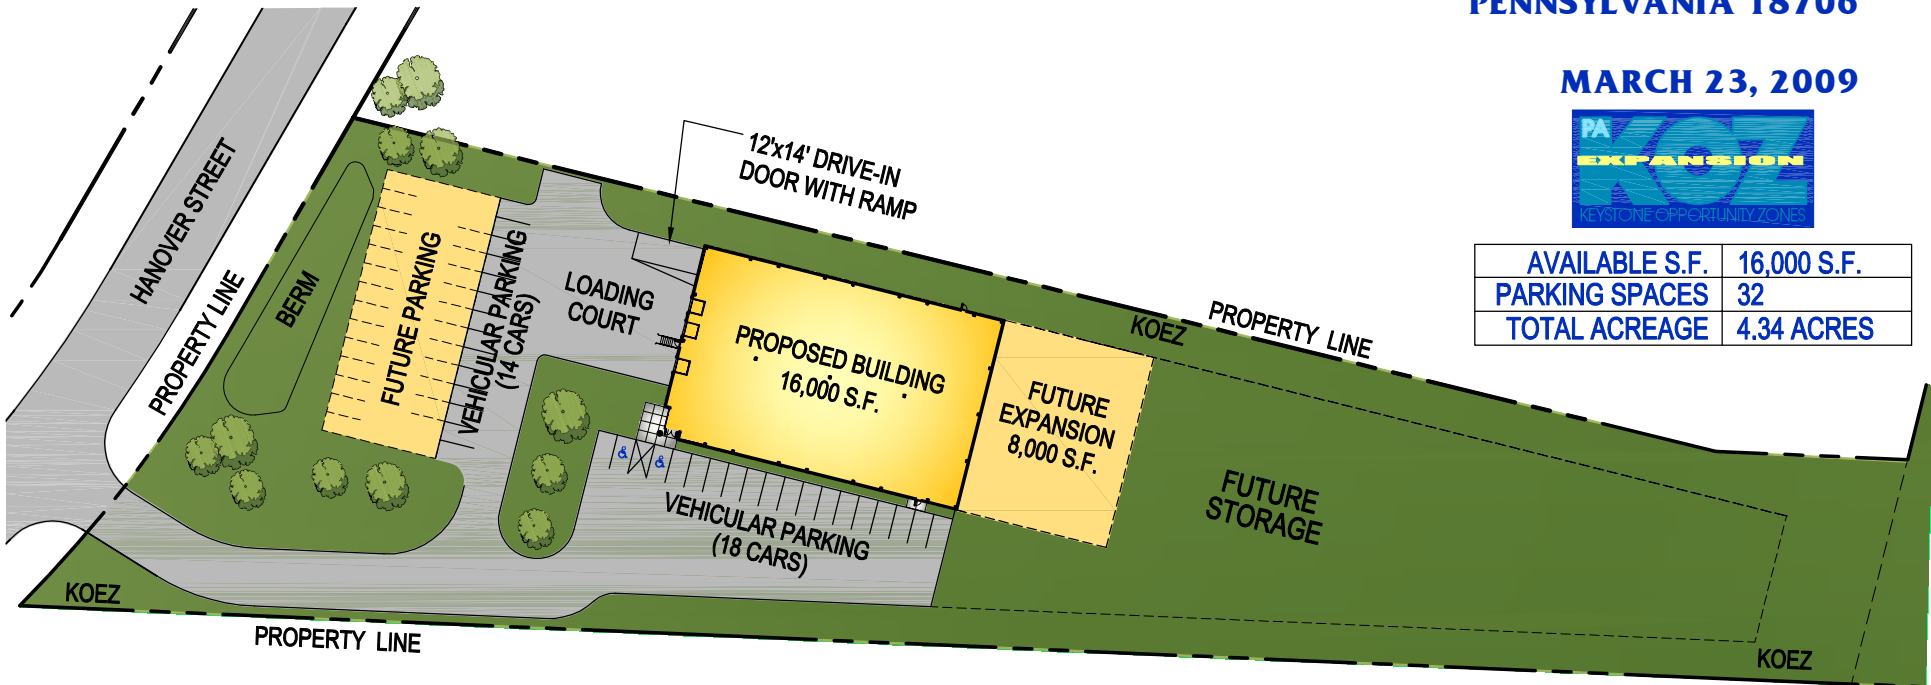 PENNSYLVANIA 18706
MARCH 23, 2009
PA
EXPANSION
KOZ
KEYSTONE OPPORTUNITY ZONES
AVAILABLE S.F. 16,000 S.F.
PARKING SPACES 32
TOTAL ACREAGE 4.34 ACRES
12'x14' DRIVE-IN
DOOR WITH RAMP
HANOVER STREET
PROPERTY LINE
BERM
FUTURE PARKING
VEHICULAR PARKING
(14 CARS)
LOADING
COURT
PROPOSED BUILDING
16,000 S.F.
FUTURE
EXPANSION
8,000 S.F.
KOEZ
PROPERTY LINE
FUTURE
STORAGE
VEHICULAR PARKING
(18 CARS)
KOEZ
PROPERTY LINE
KOEZ